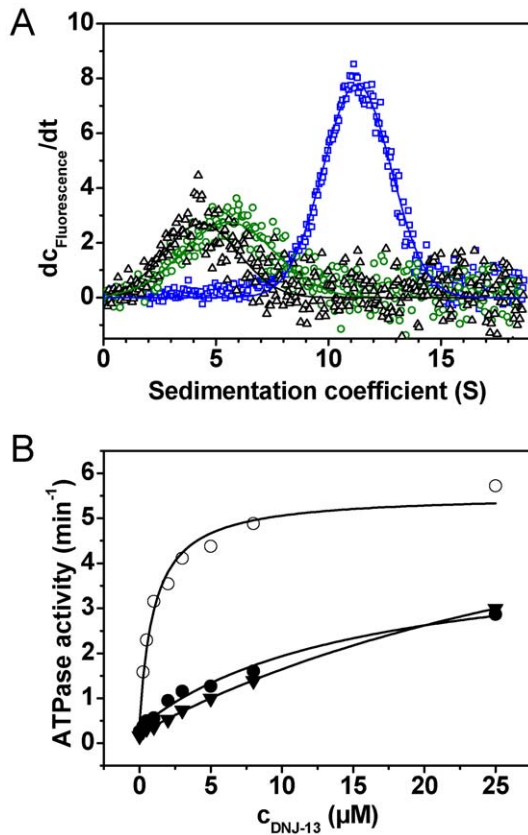 A
10
8
6
4
2
0
dc_Fluorescence/dt
0 5 10 15
Sedimentation coefficient (S)
B
6
5
4
3
2
1
0
ATPase activity (min⁻¹)
0 5 10 15 20 25
c_DNJ-13 (µM)